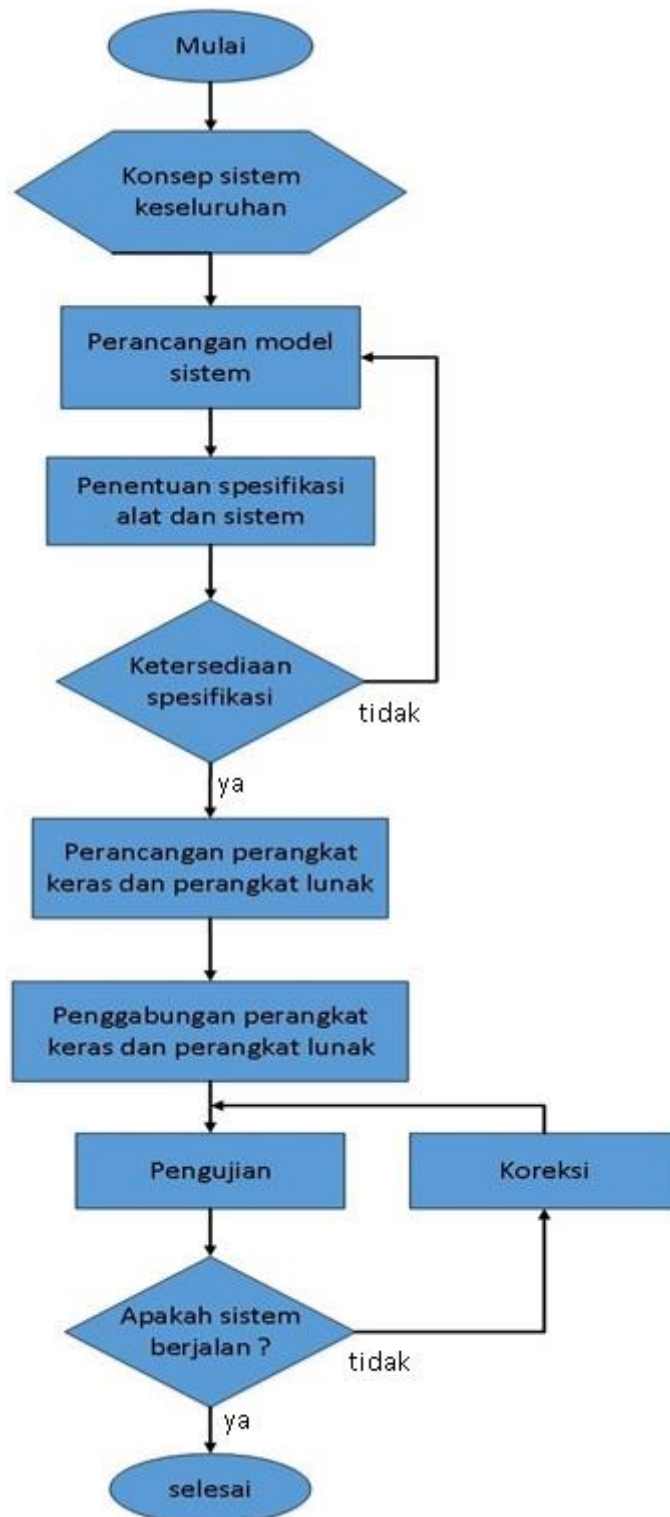 Mulai
Konsep sistem
keseluruhan
Perancangan model
sistem
Penentuan spesifikasi
alat dan sistem
Ketersediaan
spesifikasi
tidak
ya
Perancangan perangkat
keras dan perangkat lunak
Penggabungan perangkat
keras dan perangkat lunak
Pengujian
Koreksi
Apakah sistem
berjalan ?
tidak
ya
selesai